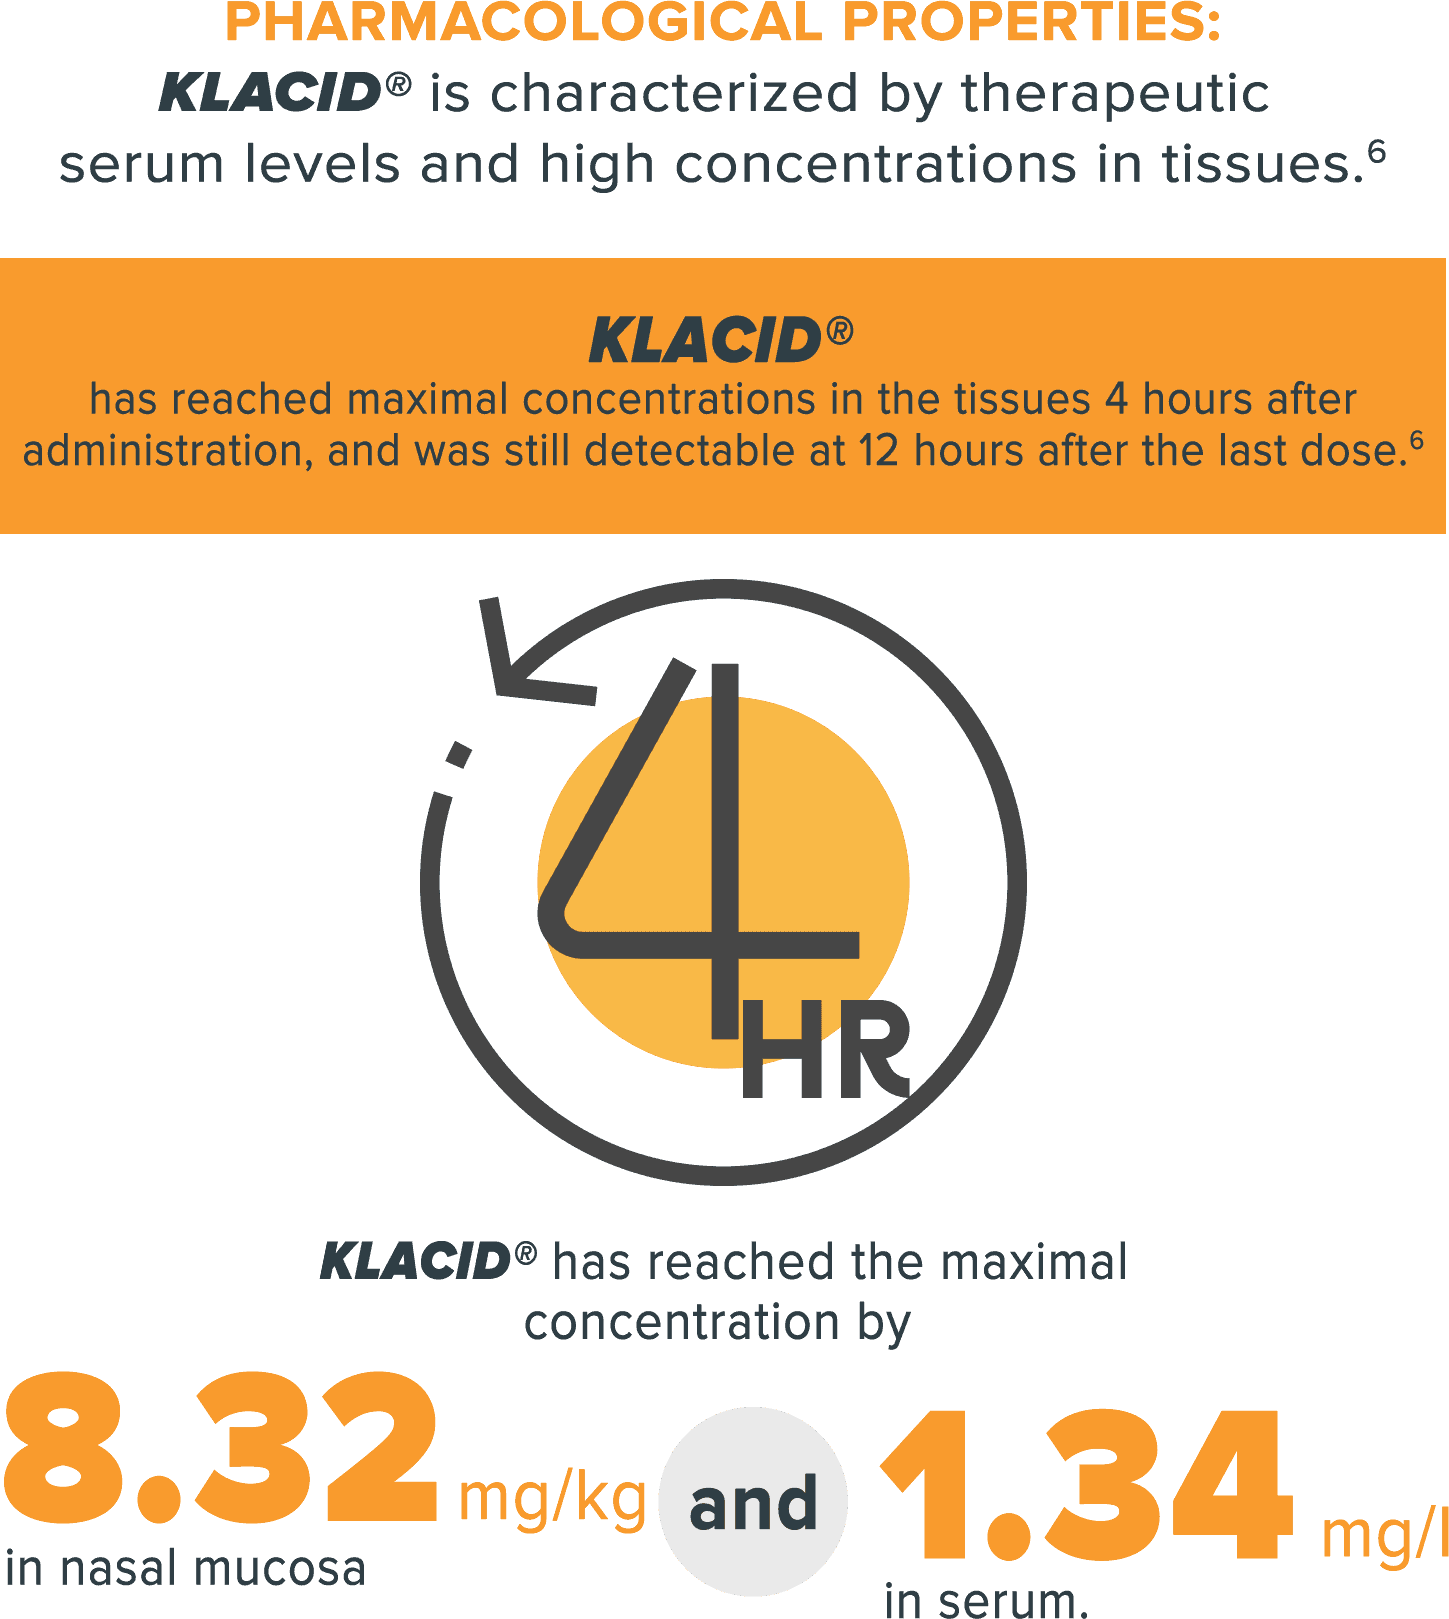 PHARMACOLOGICAL PROPERTIES:
KLACID® is characterized by therapeutic
serum levels and high concentrations in tissues.⁶
KLACID®
has reached maximal concentrations in the tissues 4 hours after
administration, and was still detectable at 12 hours after the last dose.⁶
4
HR
KLACID® has reached the maximal
concentration by
8.32 mg/kg and 1.34 mg/l
in nasal mucosa
in serum.